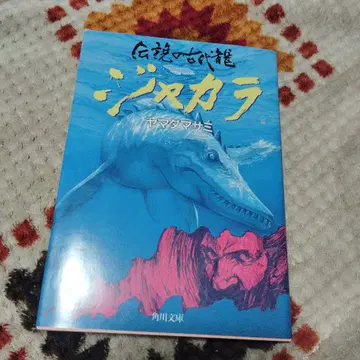 伝説の古代龍
ジャカラ
ヤマダマサミ
角川文庫